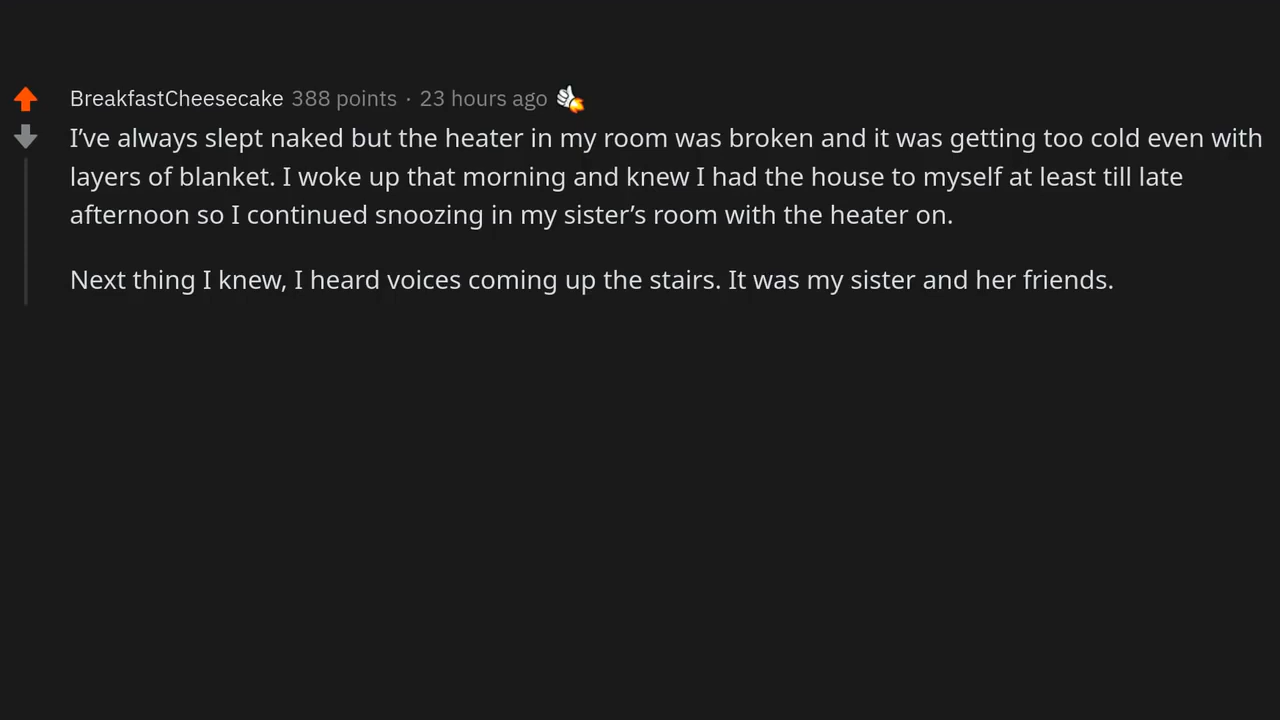 BreakfastCheesecake 388 points · 23 hours ago
I’ve always slept naked but the heater in my room was broken and it was getting too cold even with
layers of blanket. I woke up that morning and knew I had the house to myself at least till late
afternoon so I continued snoozing in my sister’s room with the heater on.
Next thing I knew, I heard voices coming up the stairs. It was my sister and her friends.